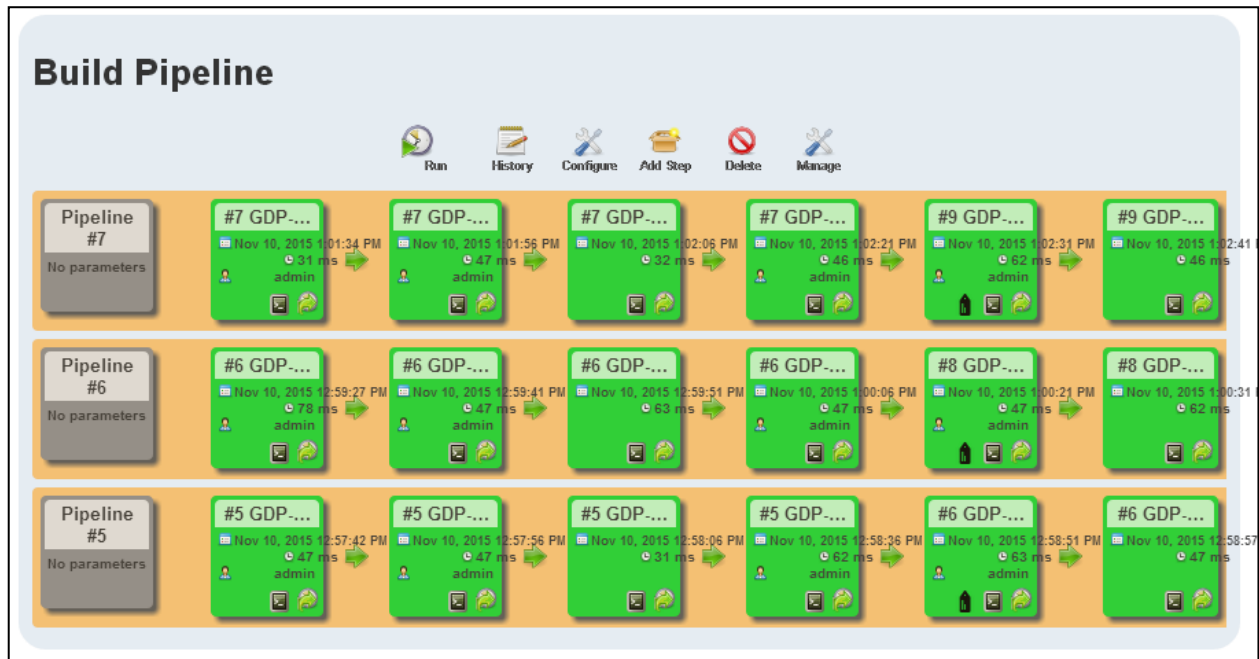 Build Pipeline
Run History Configure Add Step Delete Manage
Pipeline #7 GDP-... #7 GDP-... #7 GDP-... #7 GDP-... #9 GDP-... #9 GDP-...
#7
Nov 10, 2015 1:01:34 PM Nov 10, 2015 1:01:56 PM Nov 10, 2015 1:02:06 PM Nov 10, 2015 1:02:21 PM Nov 10, 2015 1:02:31 PM Nov 10, 2015 1:02:41
No parameters 31 ms 47 ms 32 ms 46 ms 62 ms 46 ms
admin admin admin admin
Pipeline #6 GDP-... #6 GDP-... #6 GDP-... #6 GDP-... #8 GDP-... #8 GDP-...
#6
Nov 10, 2015 12:59:27 PM Nov 10, 2015 12:59:41 PM Nov 10, 2015 12:59:51 PM Nov 10, 2015 1:00:06 PM Nov 10, 2015 1:00:21 PM Nov 10, 2015 1:00:31
No parameters 78 ms 47 ms 63 ms 47 ms 47 ms 62 ms
admin admin admin admin
Pipeline #5 GDP-... #5 GDP-... #5 GDP-... #5 GDP-... #6 GDP-... #6 GDP-...
#5
Nov 10, 2015 12:57:42 PM Nov 10, 2015 12:57:56 PM Nov 10, 2015 12:58:06 PM Nov 10, 2015 12:58:36 PM Nov 10, 2015 12:58:51 PM Nov 10, 2015 12:58:57
No parameters 47 ms 47 ms 31 ms 62 ms 63 ms 47 ms
admin admin admin admin